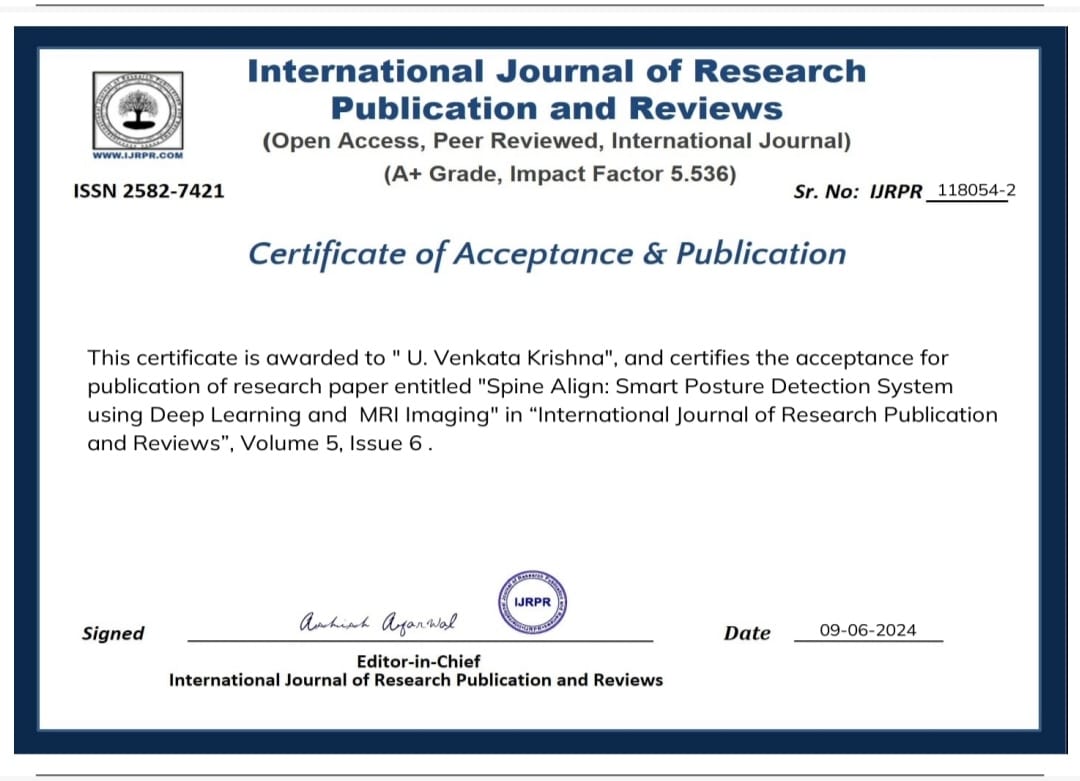 International Journal of Research
Publication and Reviews
(Open Access, Peer Reviewed, International Journal)
(A+ Grade, Impact Factor 5.536)
WWW.IJRPR.COM
ISSN 2582-7421
Sr. No: IJRPR 118054-2
Certificate of Acceptance & Publication
This certificate is awarded to " U. Venkata Krishna", and certifies the acceptance for
publication of research paper entitled "Spine Align: Smart Posture Detection System
using Deep Learning and MRI Imaging" in “International Journal of Research Publication
and Reviews”, Volume 5, Issue 6 .
IJRPR
Signed
Date 09-06-2024
Editor-in-Chief
International Journal of Research Publication and Reviews